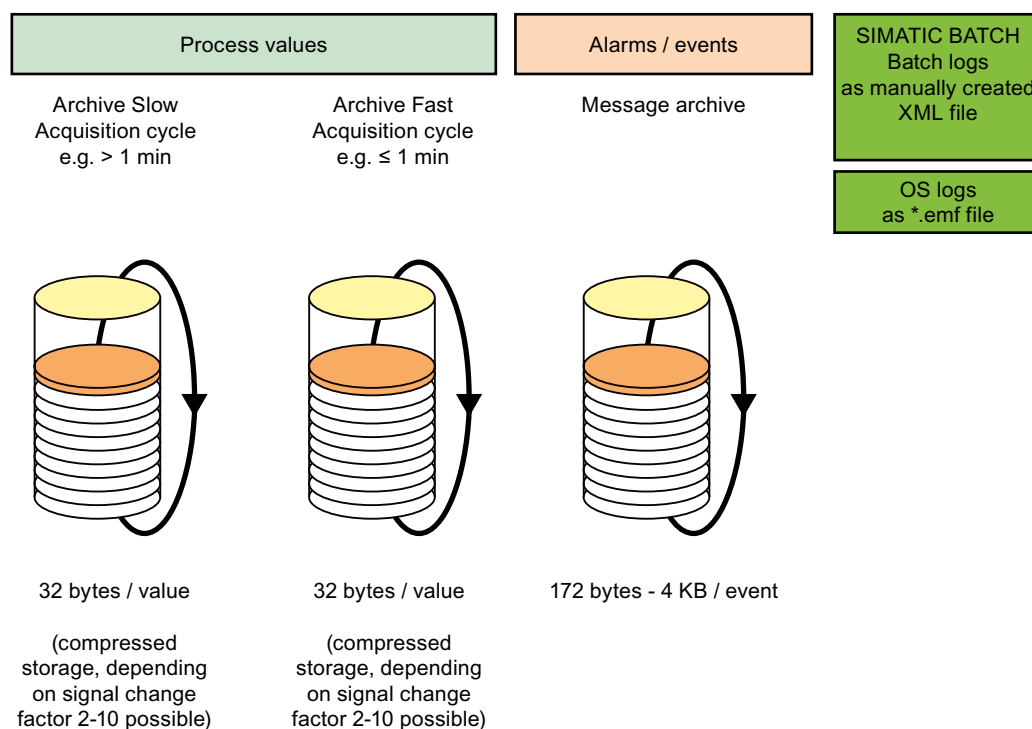 Process values
Alarms / events
SIMATIC BATCH
Batch logs
as manually created
XML file
Archive Slow
Acquisition cycle
e.g. > 1 min
Archive Fast
Acquisition cycle
e.g. ≤ 1 min
Message archive
OS logs
as *.emf file
32 bytes / value
32 bytes / value
172 bytes - 4 KB / event
(compressed
storage, depending
on signal change
factor 2-10 possible)
(compressed
storage, depending
on signal change
factor 2-10 possible)